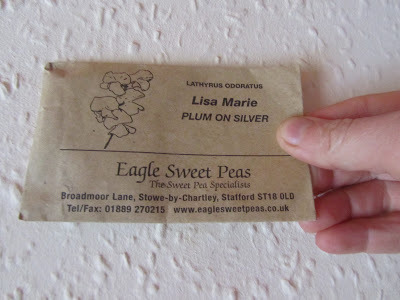 LATHYRUS ODORATUS
Lisa Marie
PLUM ON SILVER
Eagle Sweet Peas
The Sweet Pea Specialists
Broadmoor Lane, Stowe-by-Chartley, Stafford ST18 0LD
Tel/Fax: 01889 270215 www.eaglesweetpeas.co.uk